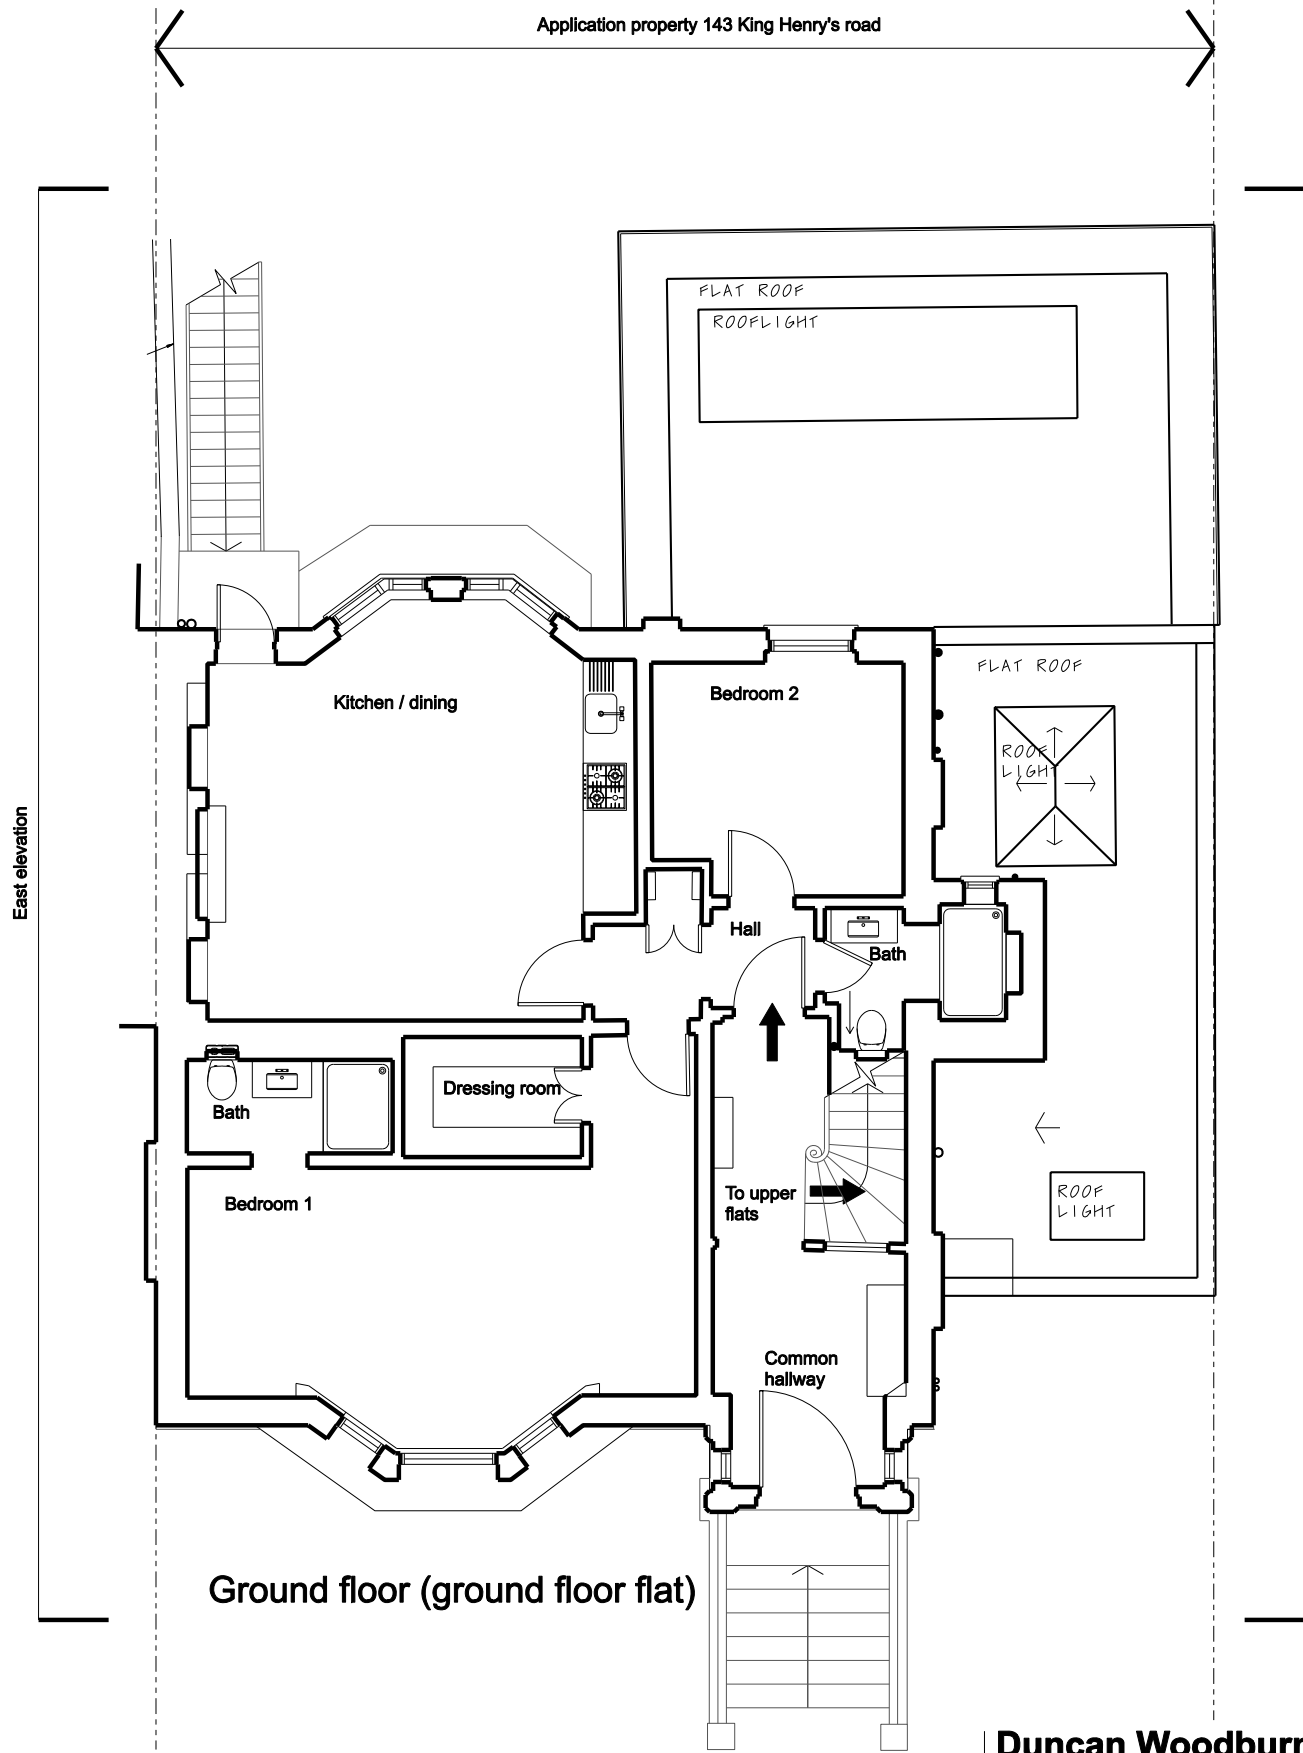 Application property 143 King Henry's road
FLAT ROOF
ROOFLIGHT
FLAT ROOF
Kitchen / dining
Bedroom 2
ROOF
LIGHT
East elevation
Hall
Bath
Dressing room
Bath
Bedroom 1
To upper
flats
ROOF
LIGHT
Common
hallway
Ground floor (ground floor flat)
Duncan Woodburn